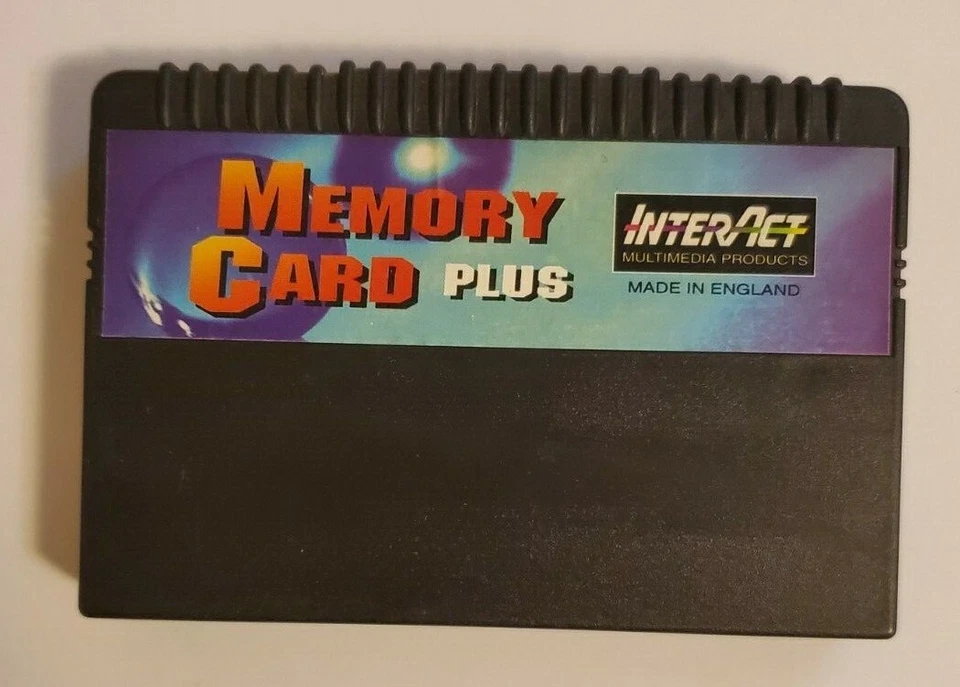 MEMORY
CARD PLUS
INTERACT
MULTIMEDIA PRODUCTS
MADE IN ENGLAND